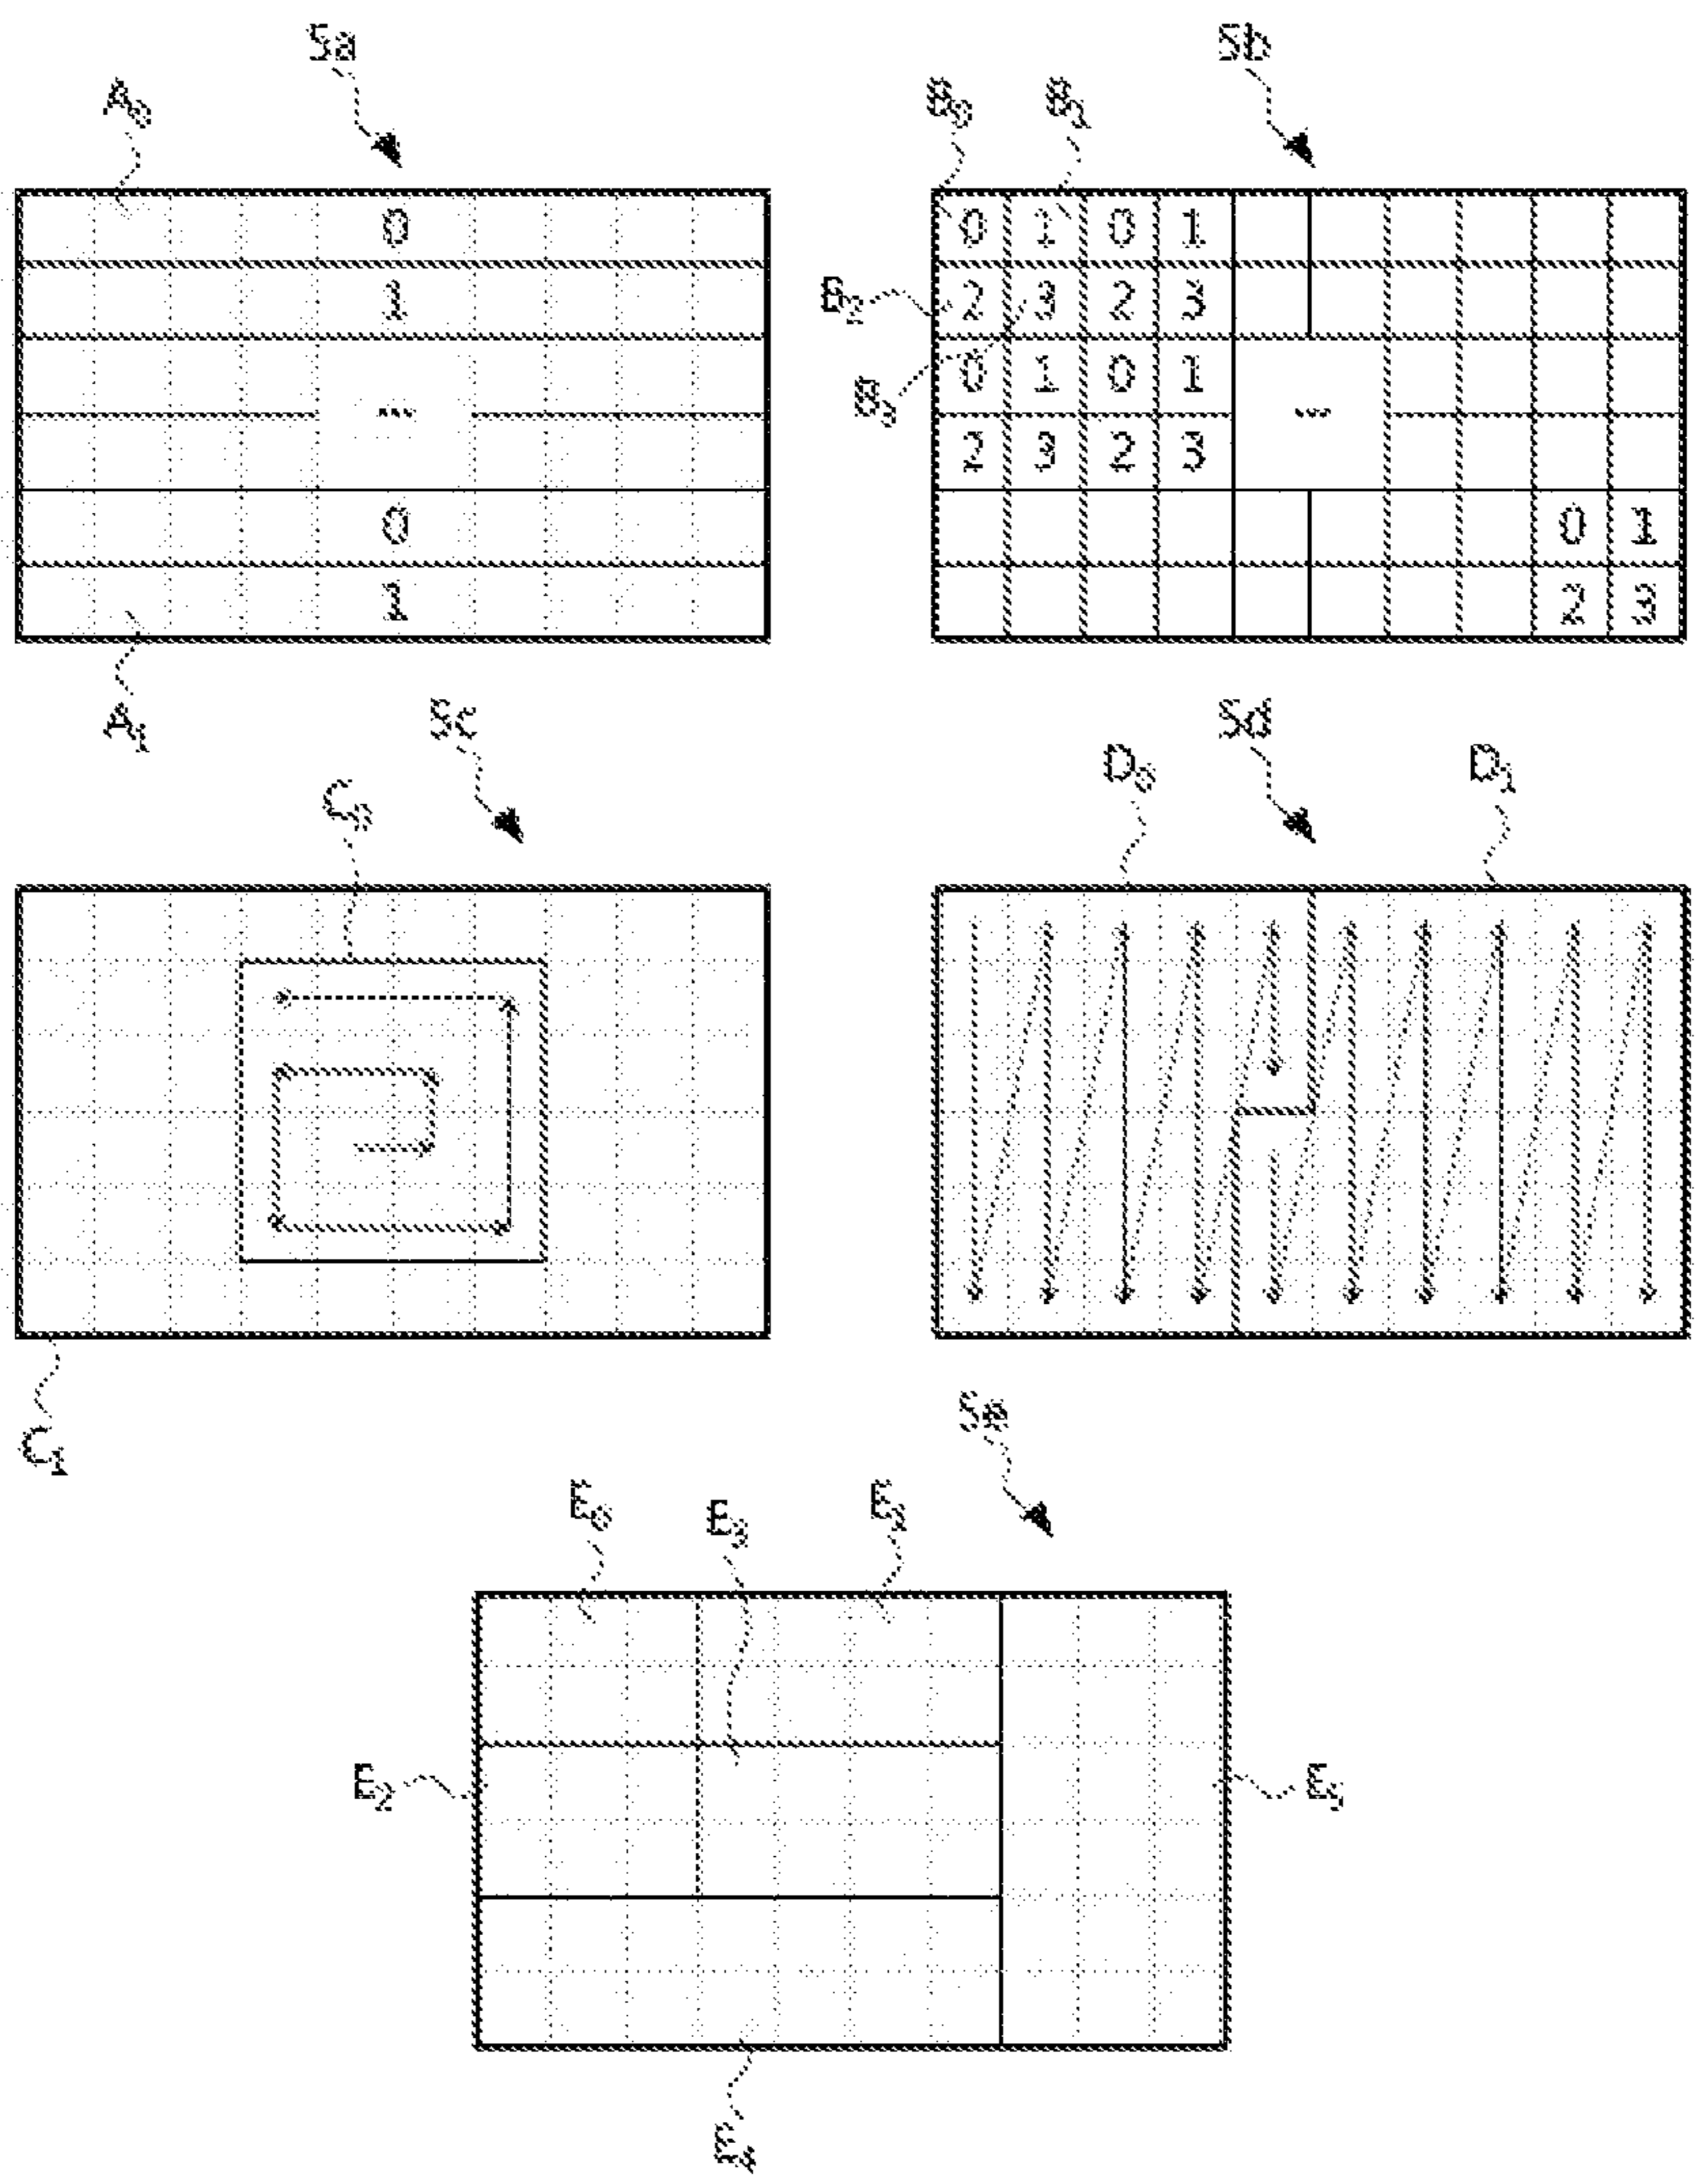 Sa Sb
A0 B0 B1
0 0 1 0 1
1 B2 2 3 2 3
0 1 0 1
... B3 ...
2 3 2 3
0 0 1
1 2 3
A1 Sc Sd
D0 D1
C0
C1
Se
E0 E3 E1
E2 E5
E4